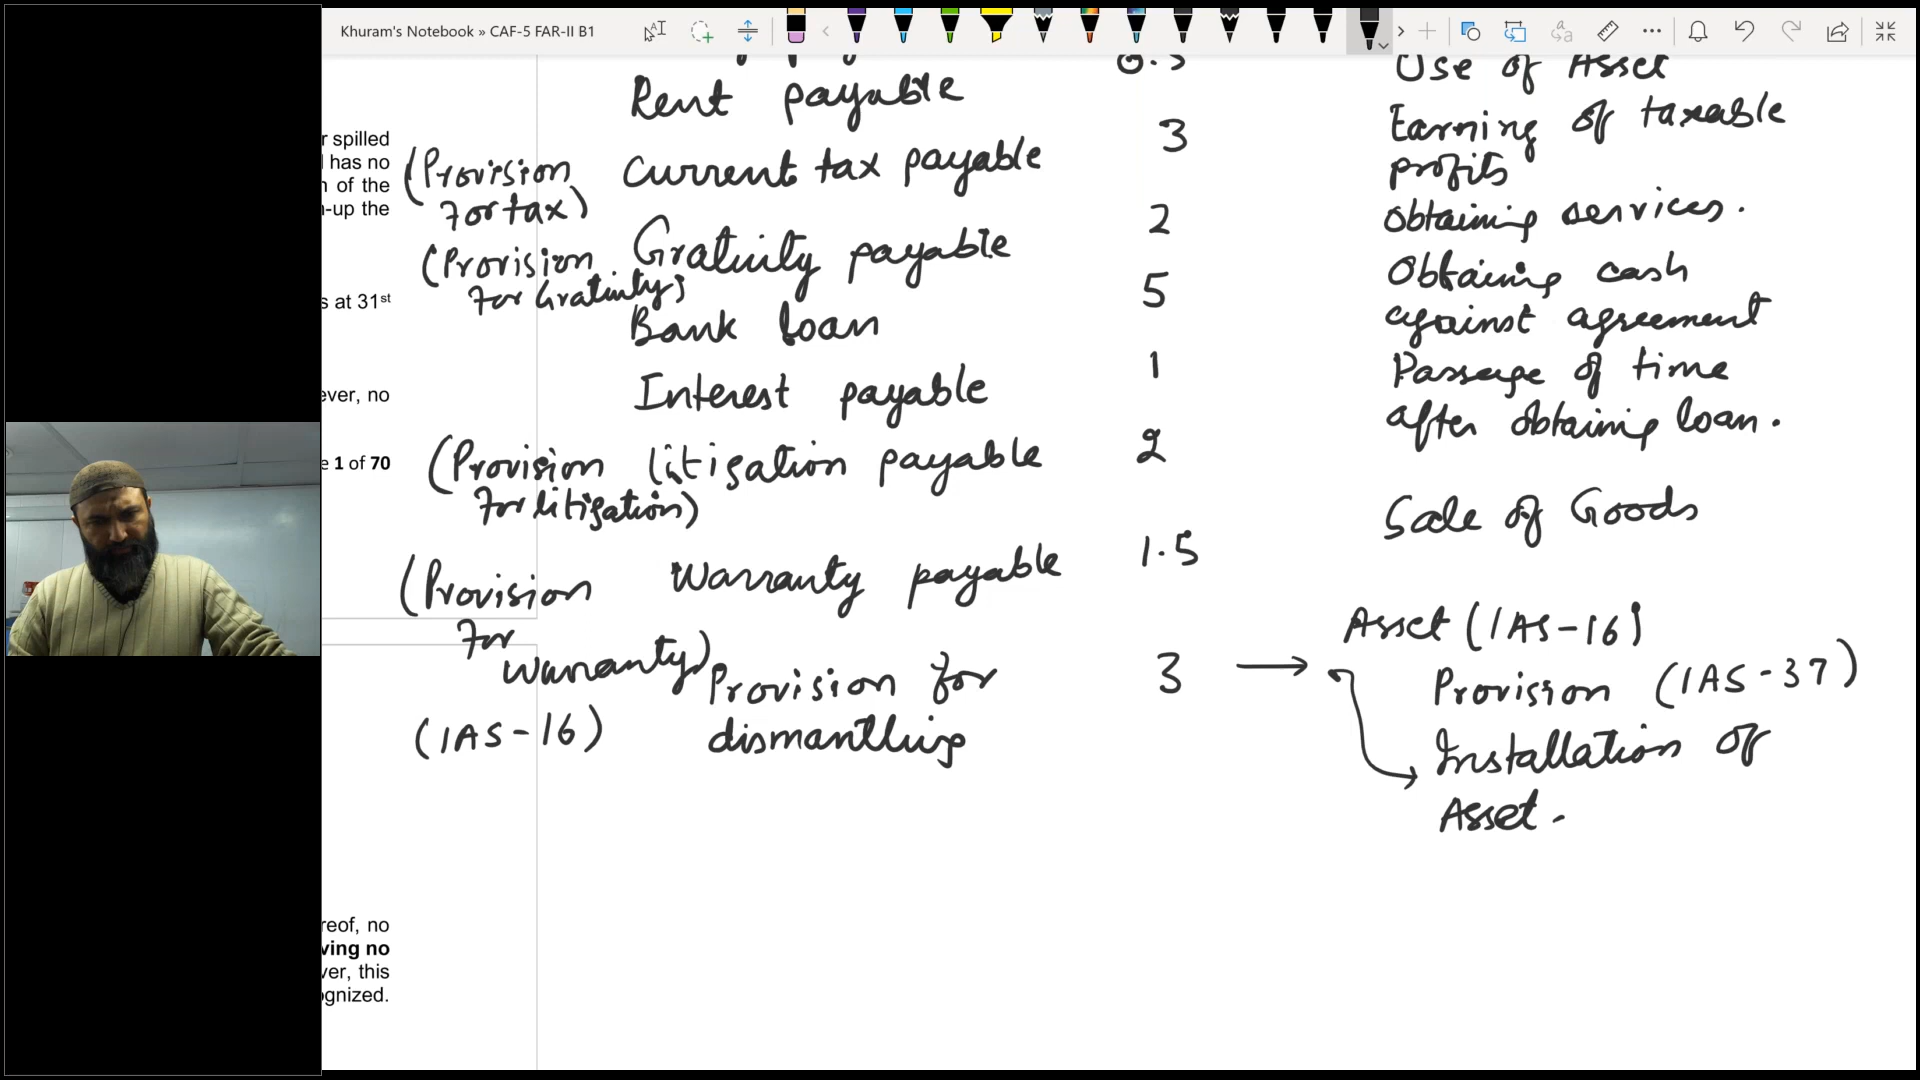 Khuram's Notebook » CAF-5 FAR-II B1
0.5
Use of Asset
Rent payable
r spilled
has no
n of the
-up the
3
Earning of taxable
profits
(Provision
For tax)
Current tax payable
2
Obtaining services.
(Provision
For Gratuity)
Gratuity payable
5
Obtaining cash
against agreement
s at 31st
Bank loan
1
Passage of time
after obtaining loan.
ever, no
Interest payable
e 1 of 70
(Provision
For litigation)
litigation payable
2
Sale of Goods
(Provision
For
Warranty)
Warranty payable
1.5
Asset (IAS-16)
Provision (IAS-37)
(IAS-16)
Provision for
dismantling
3
Installation of
Asset.
reof, no
ving no
ver, this
ognized.